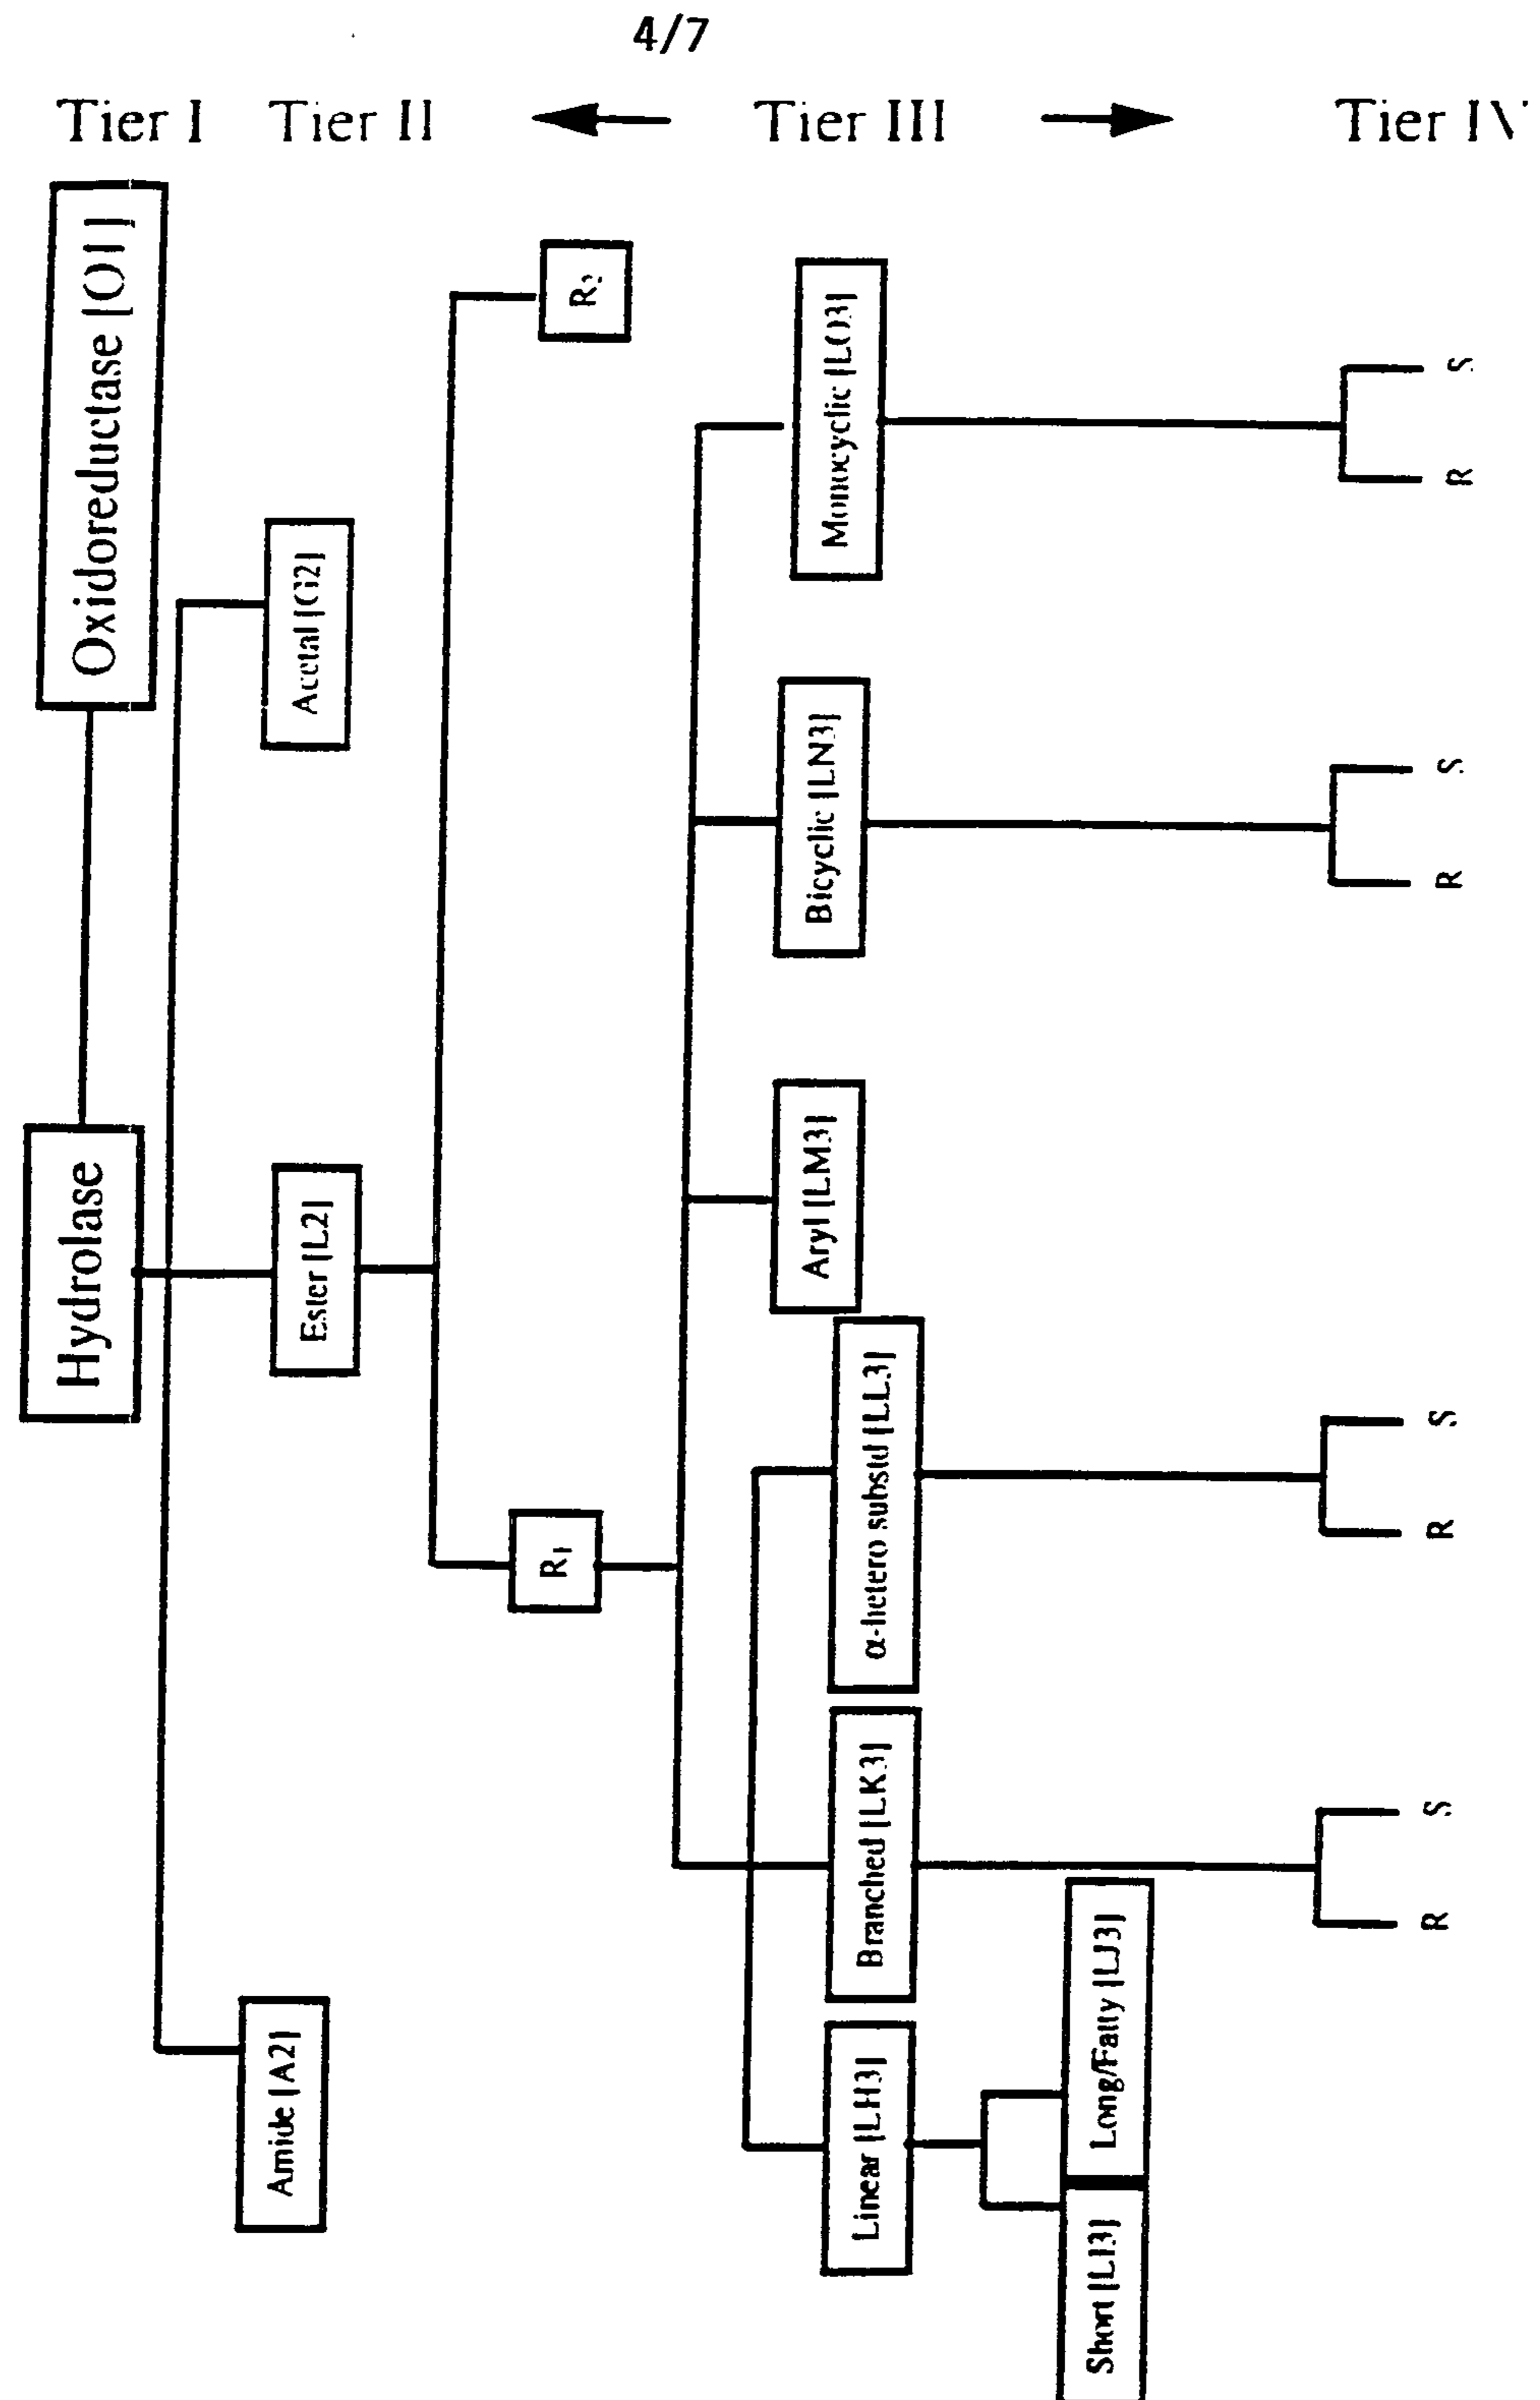 4/7
Tier I
Tier II
Tier III
Tier IV
Hydrolase
Oxidoreductase [O1]
Amide [A2]
Ester [L2]
Acetal [G2]
R1
R2
Linear [LH3]
Branched [LK3]
α-hetero substd [LL3]
Aryl [LM3]
Bicyclic [LN3]
Monocyclic [LO3]
Short [LI3]
Long/Fatty [LJ3]
R
S
R
S
R
S
R
S